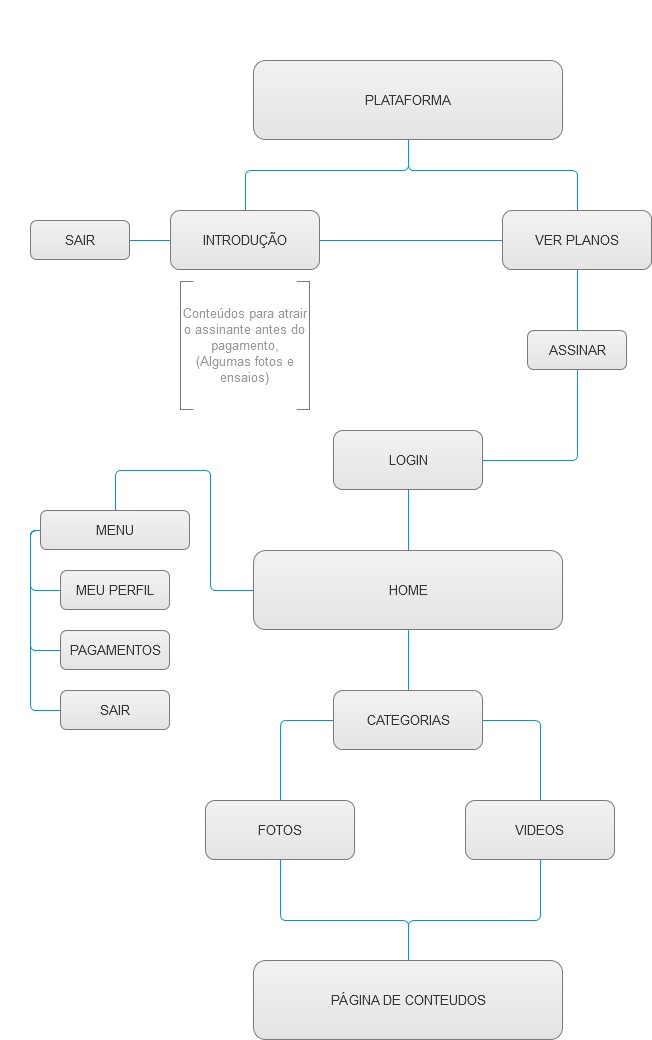 PLATAFORMA
SAIR
INTRODUÇÃO
VER PLANOS
Conteúdos para atrair
o assinante antes do
pagamento,
(Algumas fotos e
ensaios)
ASSINAR
LOGIN
MENU
MEU PERFIL
HOME
PAGAMENTOS
SAIR
CATEGORIAS
FOTOS
VIDEOS
PÁGINA DE CONTEUDOS